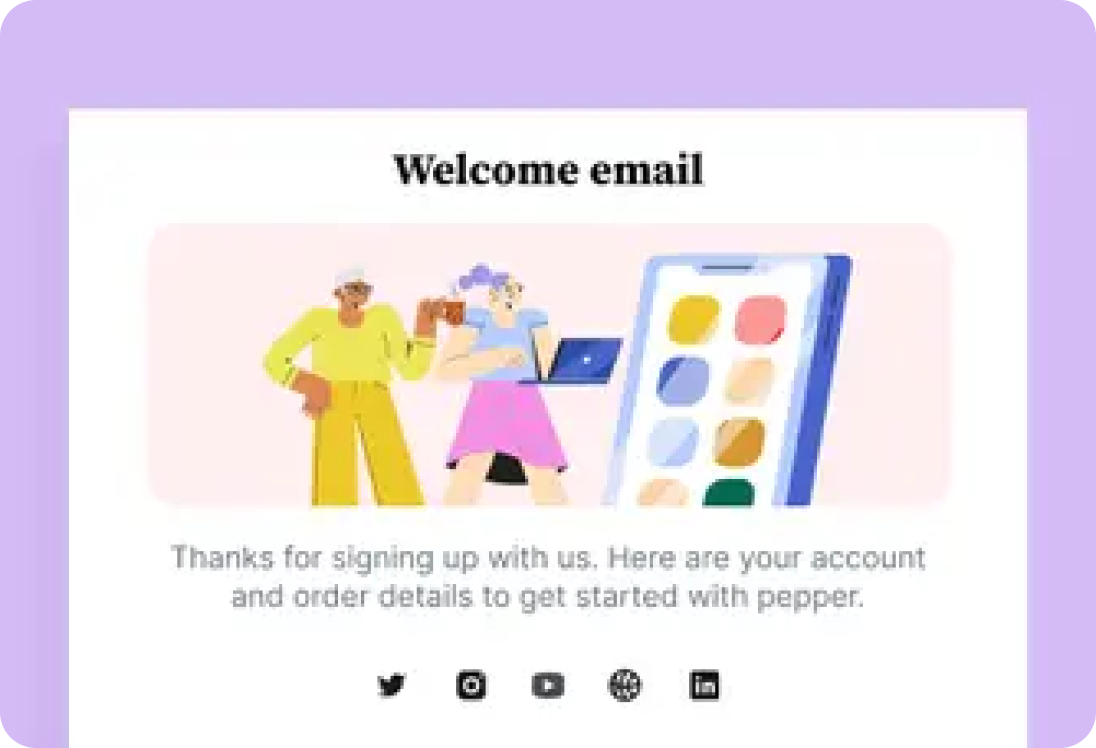 Welcome email
Thanks for signing up with us. Here are your account
and order details to get started with pepper.